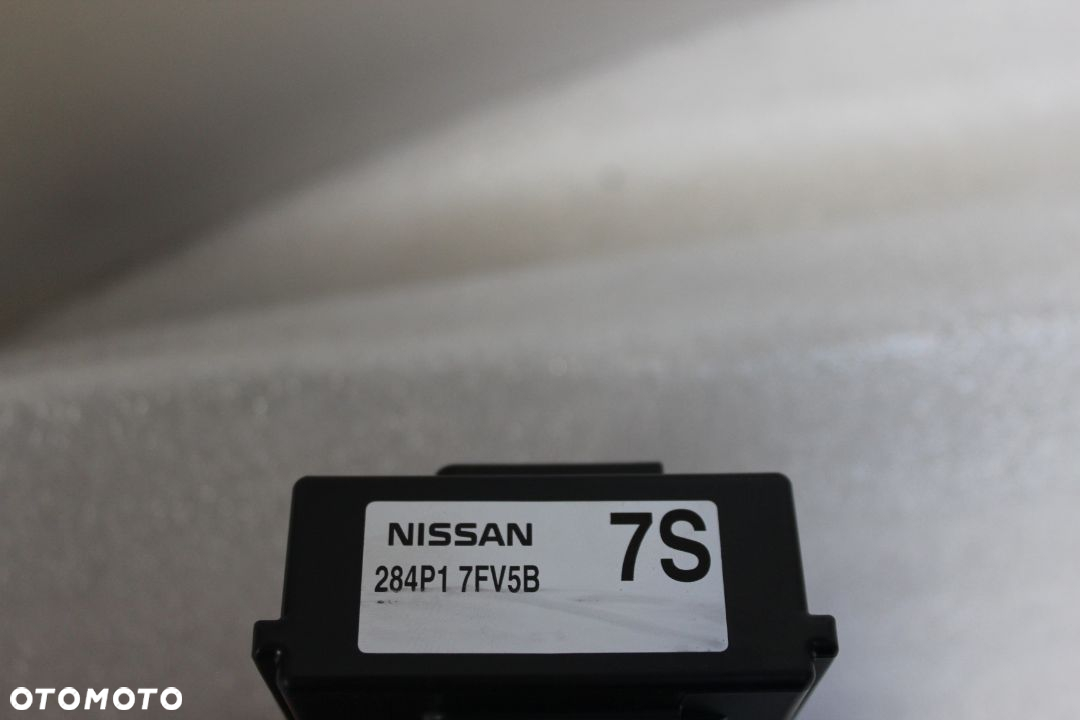 NISSAN 7S
284P1 7FV5B
OTOMOTO